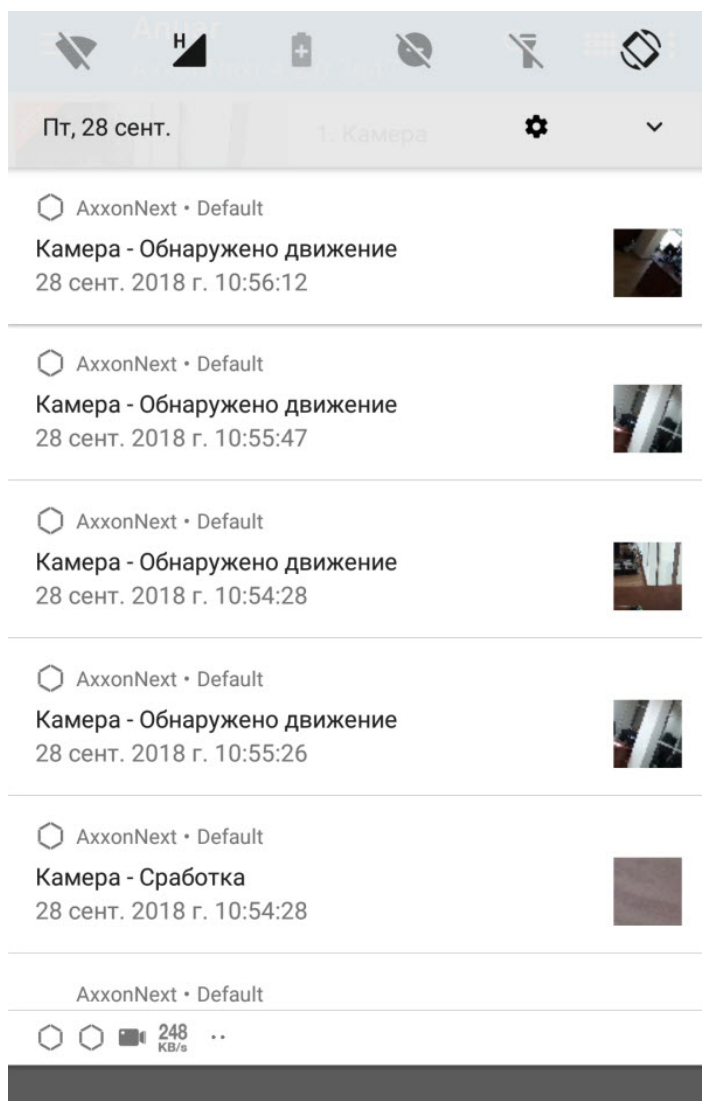 Anuar
H
Пт, 28 сент.
1. Камера
AxxonNext • Default
Камера - Обнаружено движение
28 сент. 2018 г. 10:56:12
AxxonNext • Default
Камера - Обнаружено движение
28 сент. 2018 г. 10:55:47
AxxonNext • Default
Камера - Обнаружено движение
28 сент. 2018 г. 10:54:28
AxxonNext • Default
Камера - Обнаружено движение
28 сент. 2018 г. 10:55:26
AxxonNext • Default
Камера - Сработка
28 сент. 2018 г. 10:54:28
AxxonNext • Default
248
KB/s